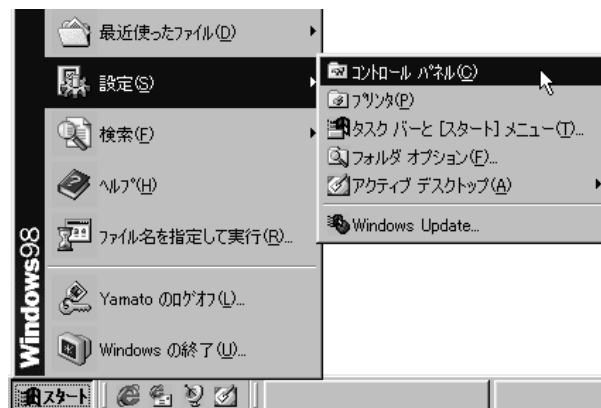 最近使ったファイル(D)
設定(S)
検索(F)
ヘルプ(H)
ファイル名を指定して実行(R)...
Yamato のログオフ(L)...
Windows の終了(U)...
コントロール パネル(C)
プリンタ(P)
タスク バーと [スタート] メニュー(T)...
フォルダ オプション(F)...
アクティブ デスクトップ(A)
Windows Update...
Windows98
スタート